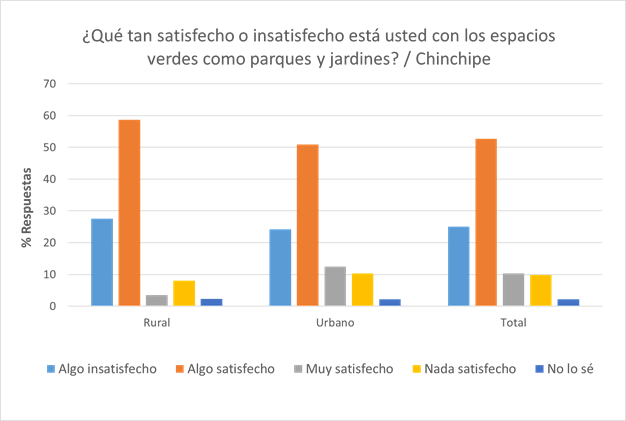 ¿Qué tan satisfecho o insatisfecho está usted con los espacios
verdes como parques y jardines? / Chinchipe
70
60
50
40
30
20
10
0
% Respuestas
Rural Urbano Total
Algo insatisfecho Algo satisfecho Muy satisfecho Nada satisfecho No lo sé